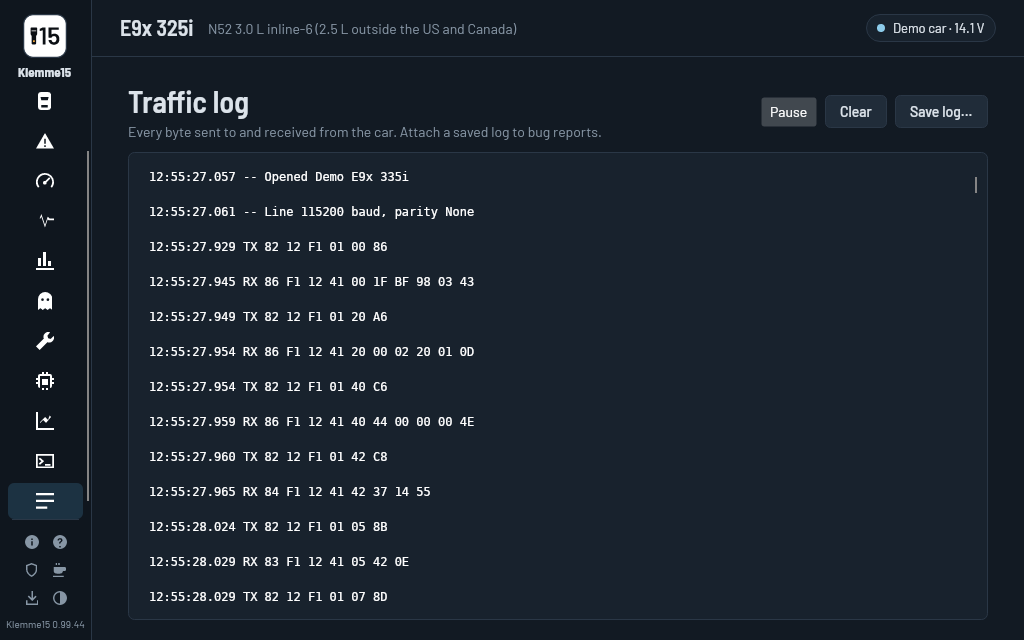 !15
Klemme15
Klemme15 0.99.44
E9x 325i N52 3.0 L inline-6 (2.5 L outside the US and Canada)
Demo car · 14.1 V
Traffic log
Every byte sent to and received from the car. Attach a saved log to bug reports.
Pause Clear Save log...
12:55:27.057 -- Opened Demo E9x 335i
12:55:27.061 -- Line 115200 baud, parity None
12:55:27.929 TX 82 12 F1 01 00 86
12:55:27.945 RX 86 F1 12 41 00 1F BF 98 03 43
12:55:27.949 TX 82 12 F1 01 20 A6
12:55:27.954 RX 86 F1 12 41 20 00 02 20 01 0D
12:55:27.954 TX 82 12 F1 01 40 C6
12:55:27.959 RX 86 F1 12 41 40 44 00 00 00 4E
12:55:27.960 TX 82 12 F1 01 42 C8
12:55:27.965 RX 84 F1 12 41 42 37 14 55
12:55:28.024 TX 82 12 F1 01 05 8B
12:55:28.029 RX 83 F1 12 41 05 42 0E
12:55:28.029 TX 82 12 F1 01 07 8D